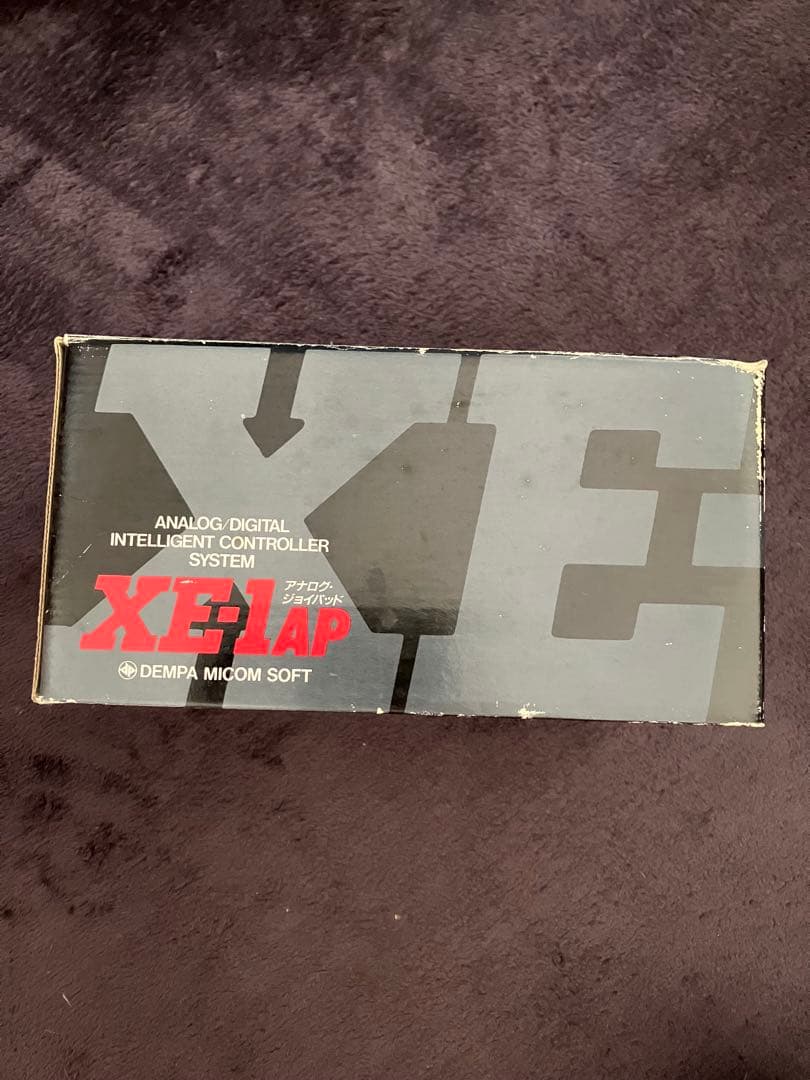 XE
ANALOG/DIGITAL
INTELLIGENT CONTROLLER
SYSTEM
XE-1AP
アナログ・
ジョイパッド
DEMPA MICOM SOFT